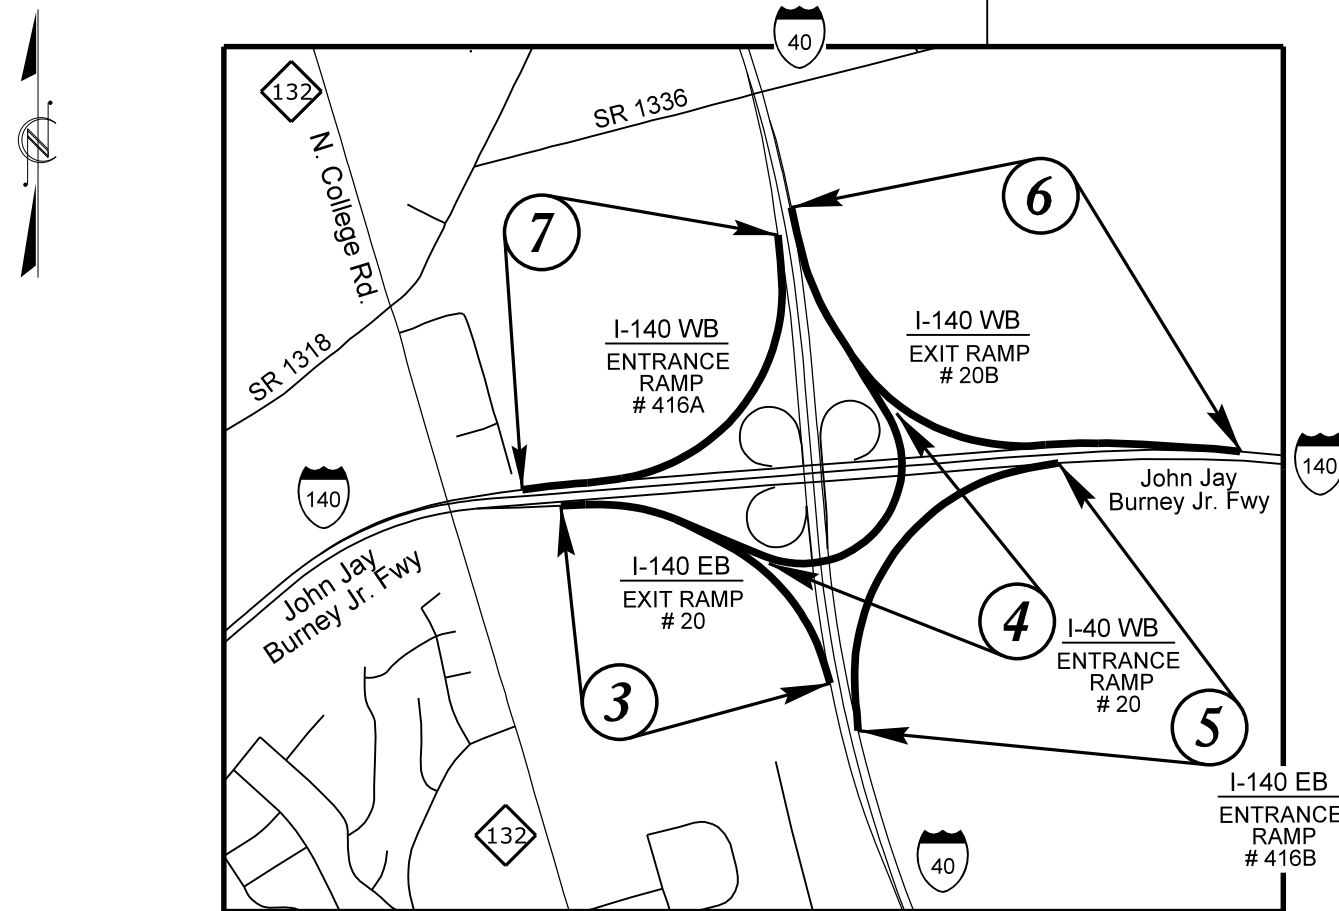 40
132
SR 1336
N. College Rd.
N
7
6
I-140 WB
ENTRANCE
RAMP
# 416A
I-140 WB
EXIT RAMP
# 20B
SR 1318
140
140
John Jay
Burney Jr. Fwy
John Jay
Burney Jr. Fwy
I-140 EB
EXIT RAMP
# 20
4
I-40 WB
ENTRANCE
RAMP
# 20
3
5
I-140 EB
ENTRANCE
RAMP
# 416B
132
40